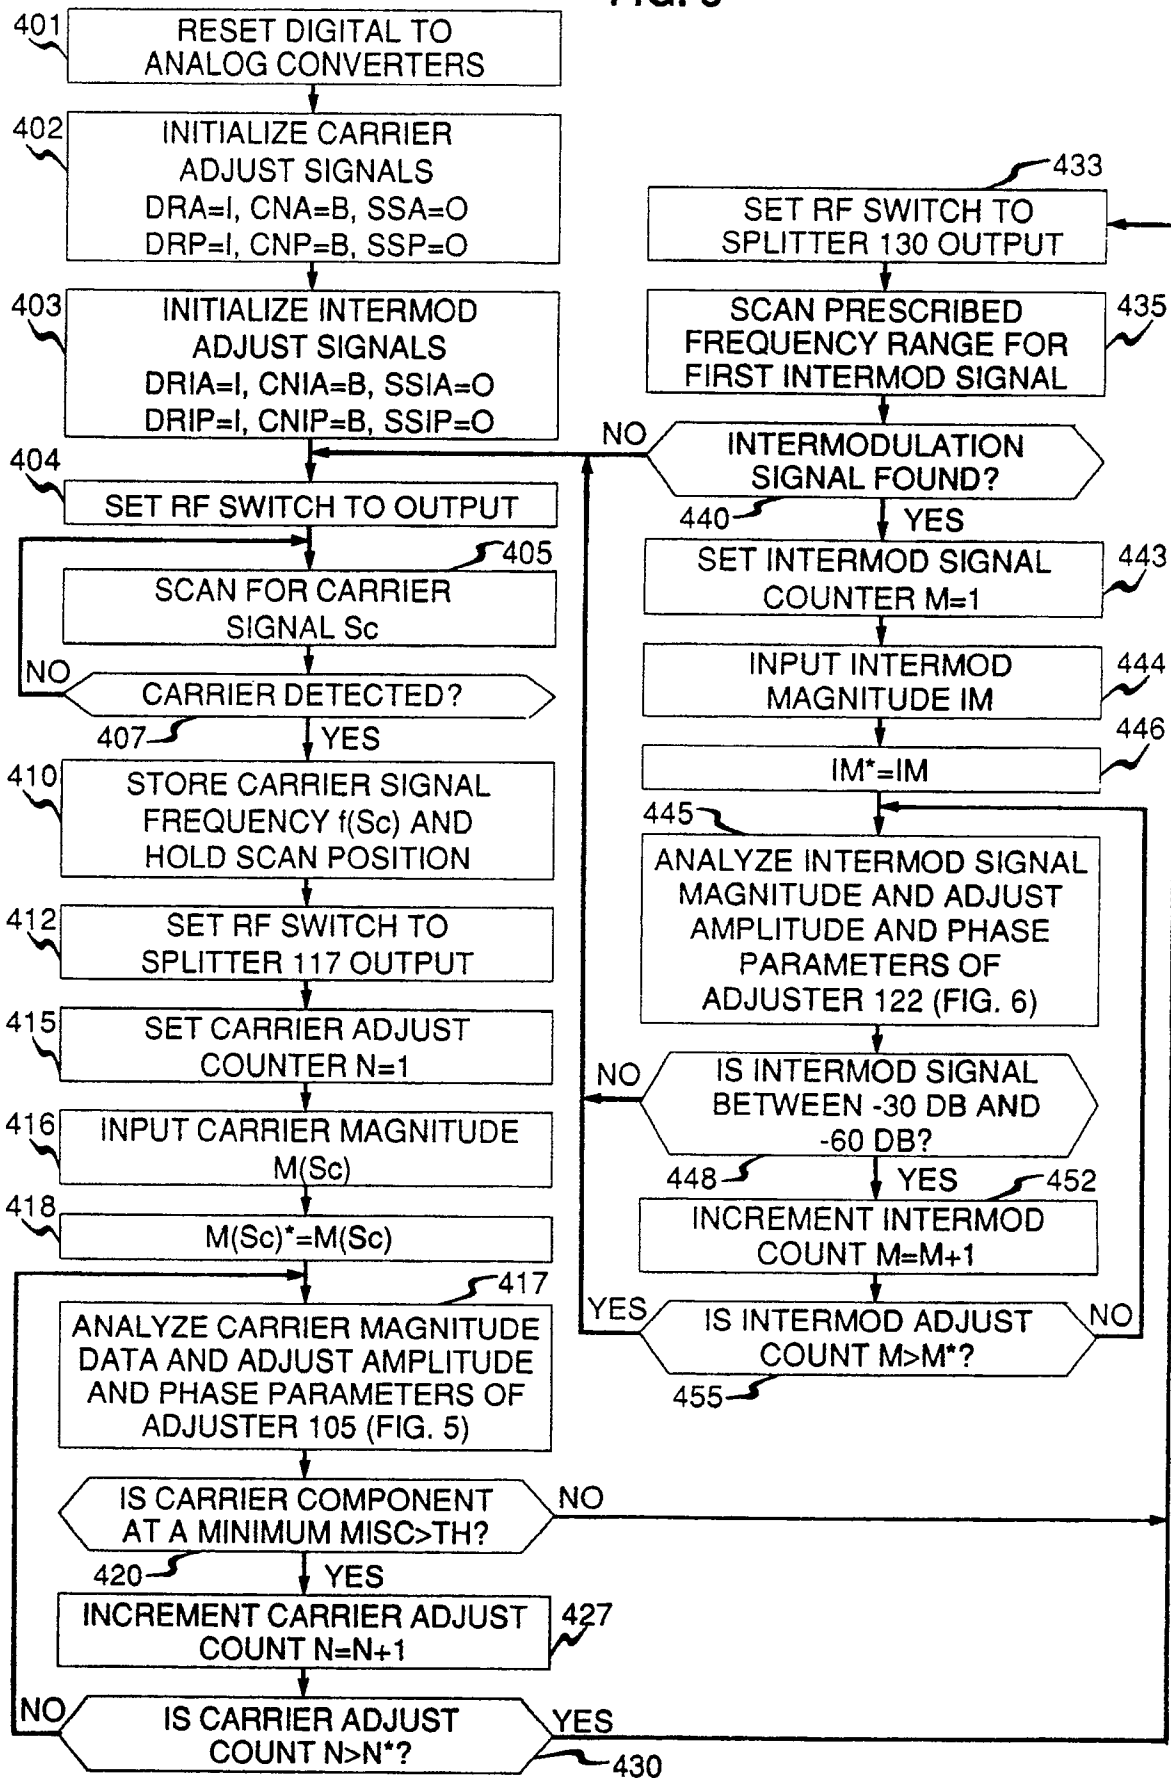 401
RESET DIGITAL TO
ANALOG CONVERTERS
402
INITIALIZE CARRIER
ADJUST SIGNALS
DRA=I, CNA=B, SSA=O
DRP=I, CNP=B, SSP=O
403
INITIALIZE INTERMOD
ADJUST SIGNALS
DRIA=I, CNIA=B, SSIA=O
DRIP=I, CNIP=B, SSIP=O
404
SET RF SWITCH TO OUTPUT
405
SCAN FOR CARRIER
SIGNAL Sc
NO
CARRIER DETECTED?
407
YES
410
STORE CARRIER SIGNAL
FREQUENCY f(Sc) AND
HOLD SCAN POSITION
412
SET RF SWITCH TO
SPLITTER 117 OUTPUT
415
SET CARRIER ADJUST
COUNTER N=1
416
INPUT CARRIER MAGNITUDE
M(Sc)
418
M(Sc)*=M(Sc)
417
ANALYZE CARRIER MAGNITUDE
DATA AND ADJUST AMPLITUDE
AND PHASE PARAMETERS OF
ADJUSTER 105 (FIG. 5)
IS CARRIER COMPONENT
AT A MINIMUM MISC>TH?
NO
420
YES
INCREMENT CARRIER ADJUST
COUNT N=N+1
427
NO
IS CARRIER ADJUST
COUNT N>N*?
YES
430
433
SET RF SWITCH TO
SPLITTER 130 OUTPUT
SCAN PRESCRIBED
FREQUENCY RANGE FOR
FIRST INTERMOD SIGNAL
435
NO
INTERMODULATION
SIGNAL FOUND?
440
YES
SET INTERMOD SIGNAL
COUNTER M=1
443
INPUT INTERMOD
MAGNITUDE IM
444
446
IM*=IM
445
ANALYZE INTERMOD SIGNAL
MAGNITUDE AND ADJUST
AMPLITUDE AND PHASE
PARAMETERS OF
ADJUSTER 122 (FIG. 6)
NO
IS INTERMOD SIGNAL
BETWEEN -30 DB AND
-60 DB?
448
YES
452
INCREMENT INTERMOD
COUNT M=M+1
YES
IS INTERMOD ADJUST
COUNT M>M*?
NO
455